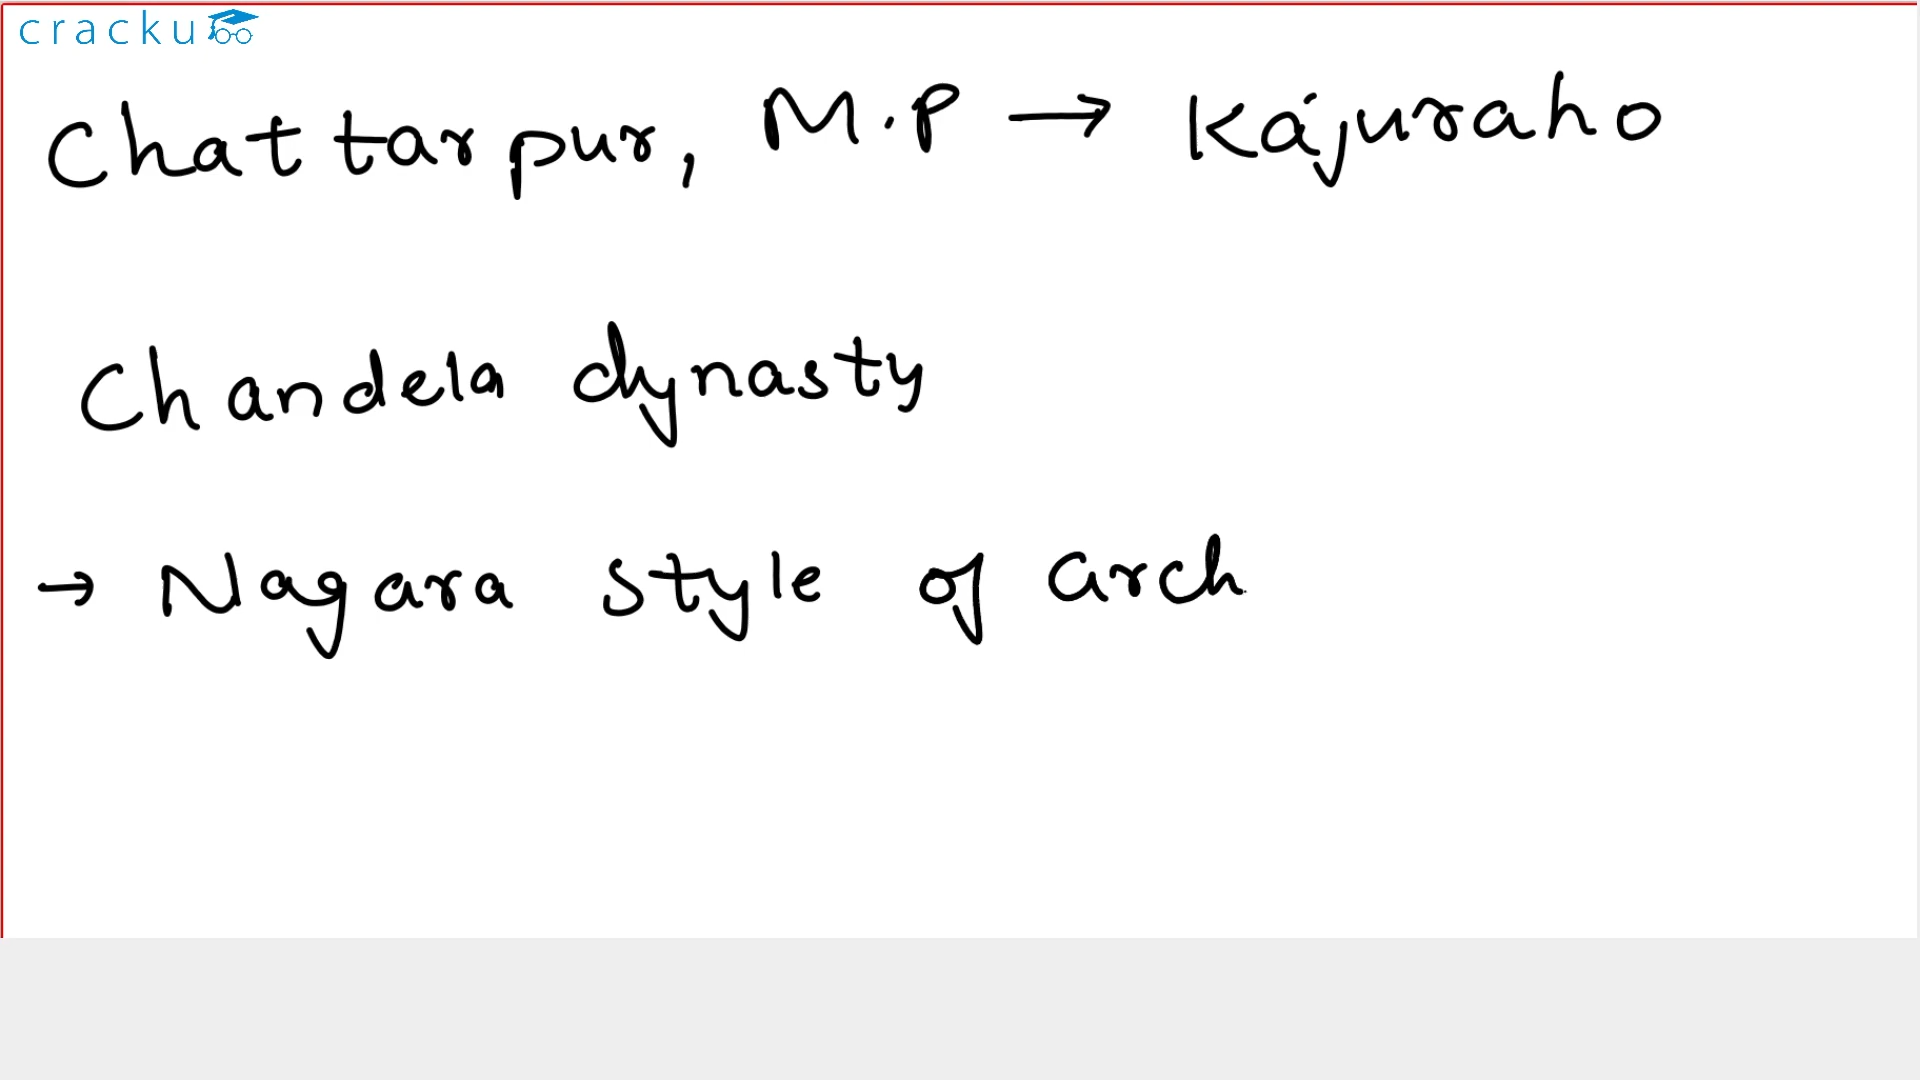 cracku
Chattarpur, M.P → Kajuraho
Chandela dynasty
→ Nagara style of arch